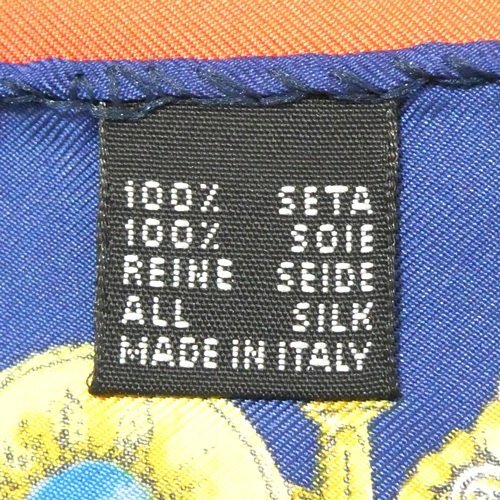 100% SETA
100% SOIE
REINE SEIDE
ALL SILK
MADE IN ITALY